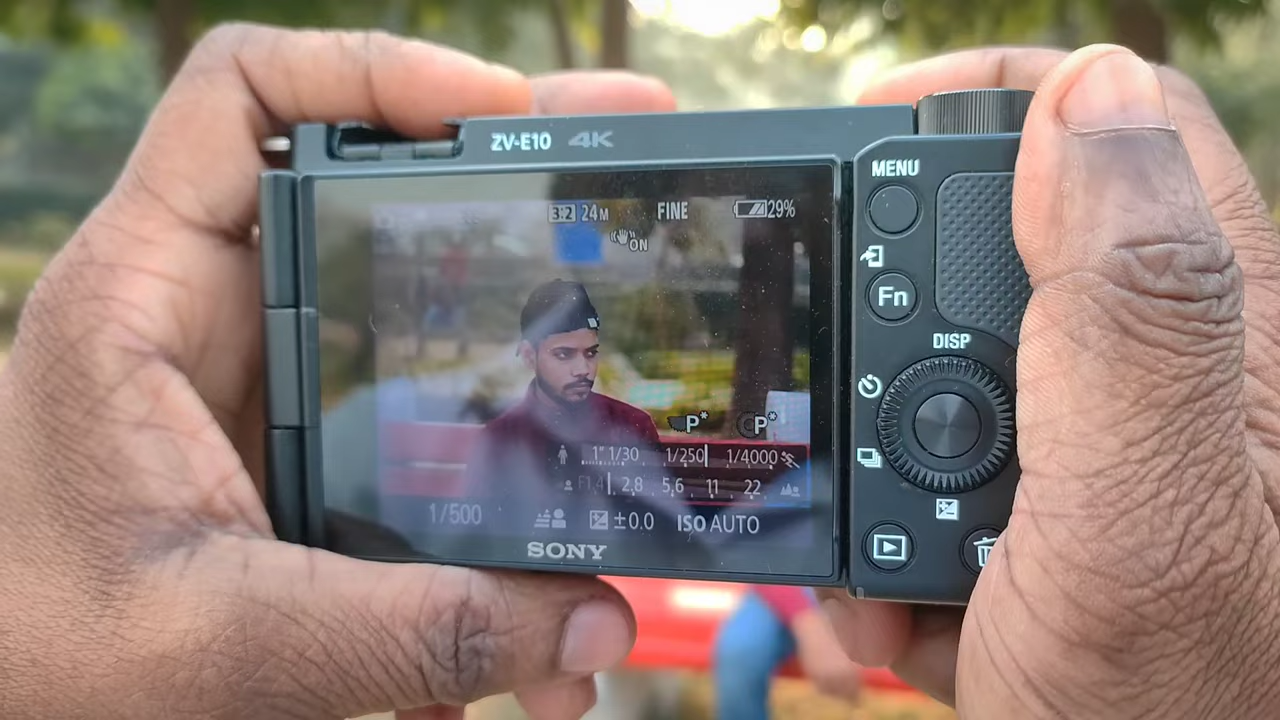 ZV-E10 4K
MENU
3:2 24M FINE 29%
ON
Fn
DISP
P* P*
1" 1/30 1/250 1/4000
F1.4 2.8 5.6 11 22
1/500 ±0.0 ISO AUTO
SONY